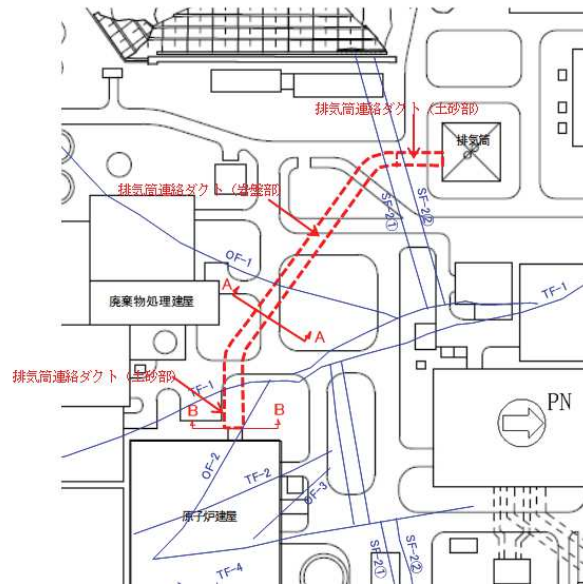 排気筒連絡ダクト（土砂部）
排気筒
排気筒連絡ダクト（岩盤部）
SF-2①
SF-2②
OF-1
A
廃棄物処理建屋
TF-1
A
排気筒連絡ダクト（土砂部）
TF-1
PN
B
B
OF-2
TF-2
OF-3
原子炉建屋
SF-2①
SF-2②
TF-4